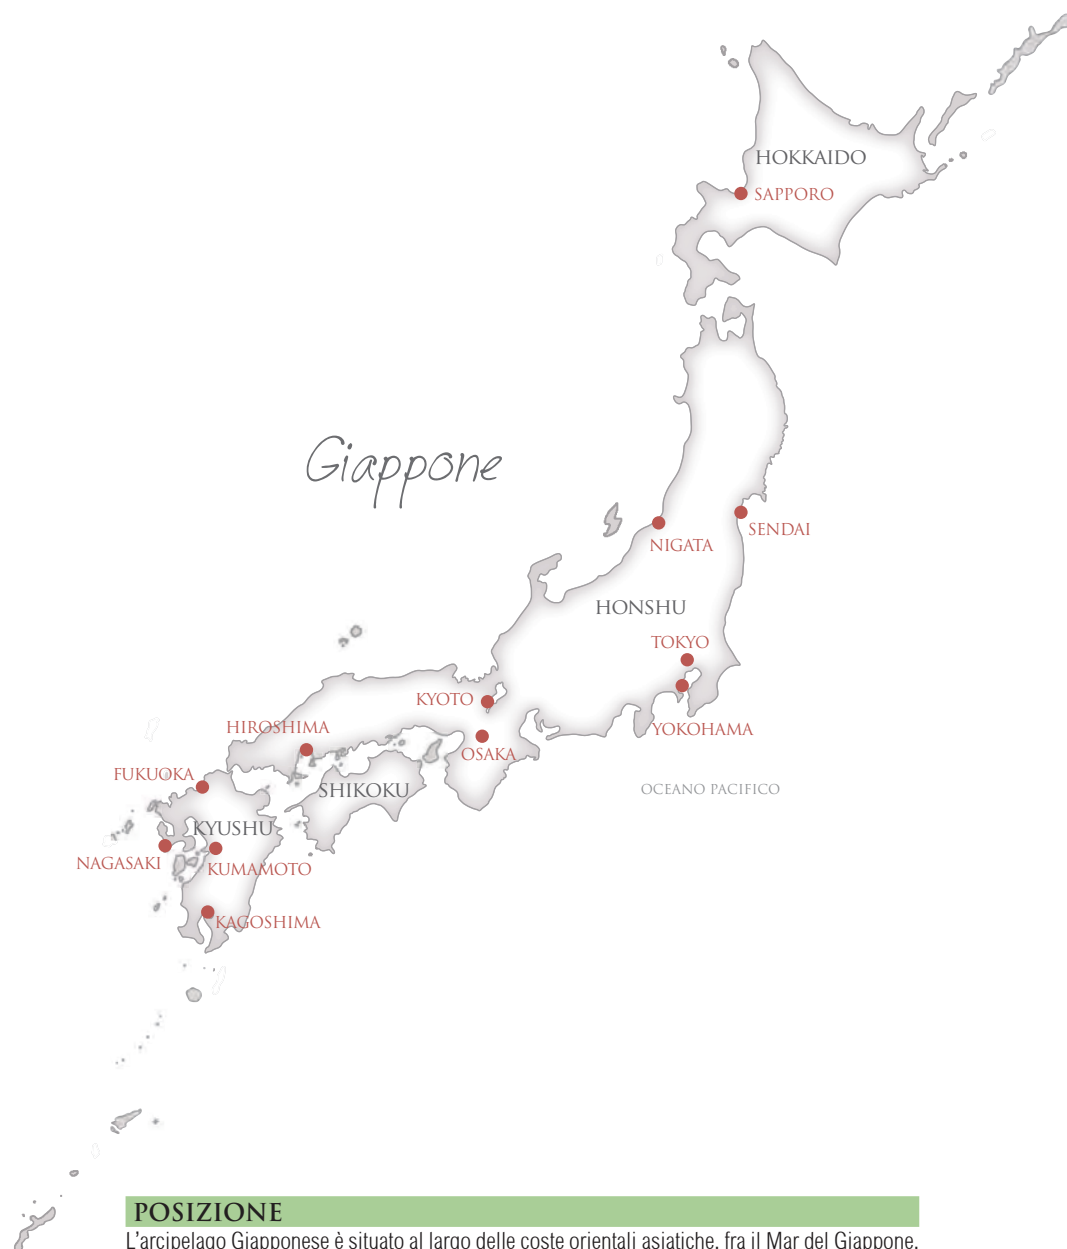 HOKKAIDO
SAPPORO
Giappone
SENDAI
NIGATA
HONSHU
TOKYO
KYOTO
HIROSHIMA
YOKOHAMA
OSAKA
FUKUOKA
SHIKOKU
OCEANO PACIFICO
KYUSHU
NAGASAKI
KUMAMOTO
KAGOSHIMA
POSIZIONE
L'arcipelago Giapponese è situato al largo delle coste orientali asiatiche, fra il Mar del Giappone,